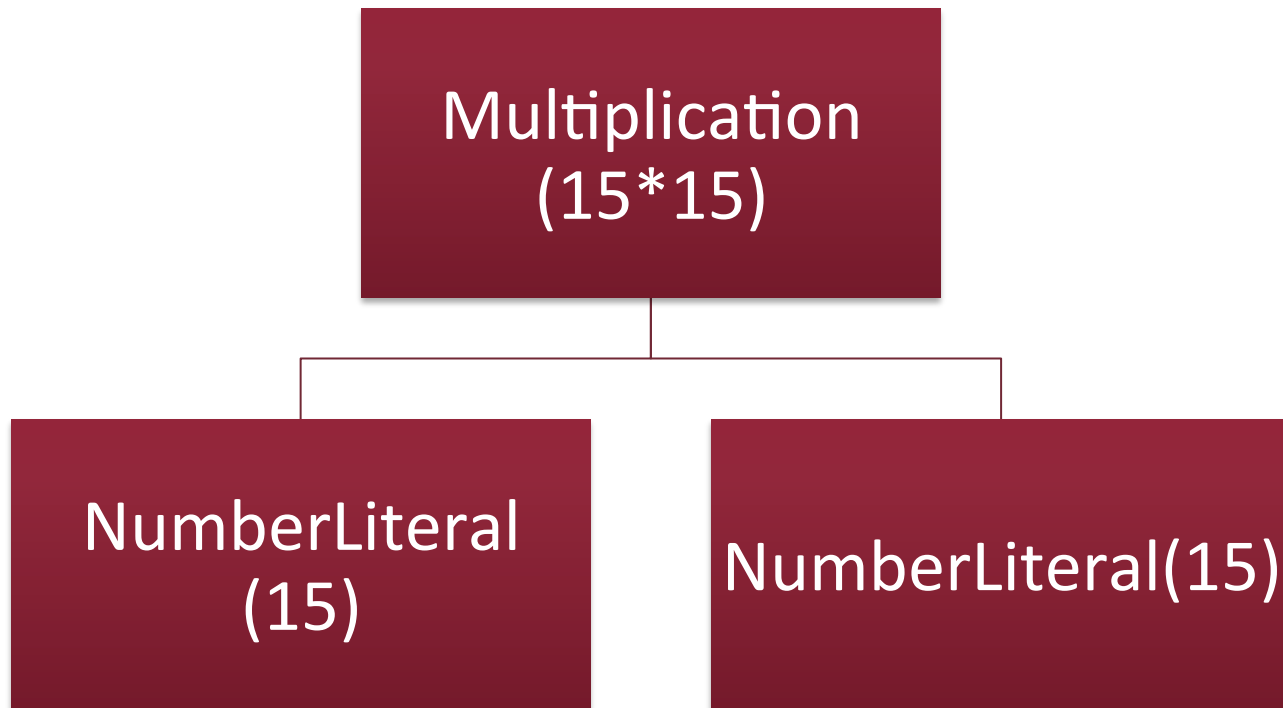 Multiplication
(15*15)
NumberLiteral
(15)
NumberLiteral(15)